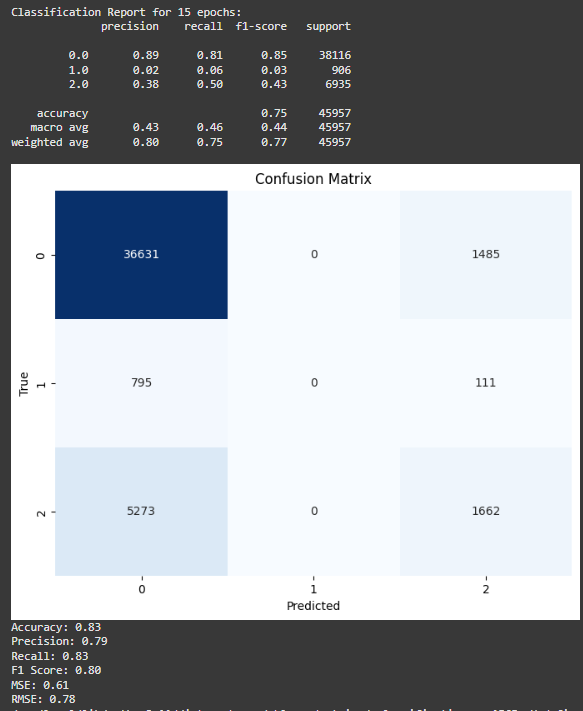 Classification Report for 15 epochs:
precision recall f1-score support
0.0 0.89 0.81 0.85 38116
1.0 0.02 0.06 0.03 906
2.0 0.38 0.50 0.43 6935
accuracy 0.75 45957
macro avg 0.43 0.46 0.44 45957
weighted avg 0.80 0.75 0.77 45957
Confusion Matrix
0 36631 0 1485
True
1 795 0 111
2 5273 0 1662
0 1 2
Predicted
Accuracy: 0.83
Precision: 0.79
Recall: 0.83
F1 Score: 0.80
MSE: 0.61
RMSE: 0.78